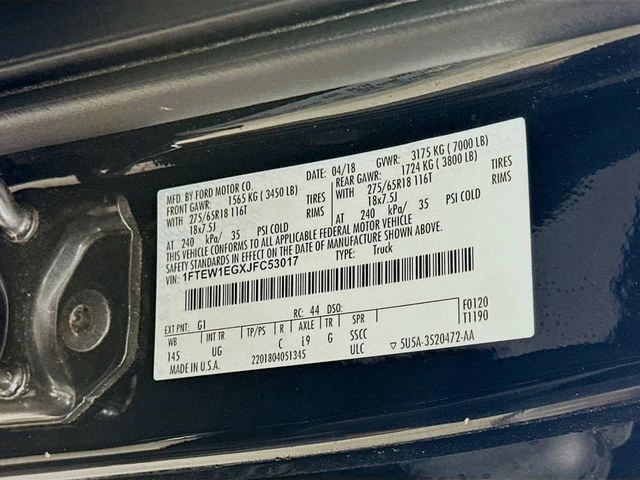 MFD. BY FORD MOTOR CO. DATE: 04/18 GVWR: 3175 KG (7000 LB)
FRONT GAWR: 1565 KG (3450 LB) REAR GAWR: 1724 KG (3800 LB)
WITH 275/65R18 116T TIRES WITH 275/65R18 116T TIRES
18x7.5J RIMS 18x7.5J RIMS
AT 240 kPa/ 35 PSI COLD AT 240 kPa/ 35 PSI COLD
THIS VEHICLE CONFORMS TO ALL APPLICABLE FEDERAL MOTOR VEHICLE
SAFETY STANDARDS IN EFFECT ON THE DATE OF MANUFACTURE SHOWN ABOVE.
VIN: 1FTEW1EGXJFC53017 TYPE: Truck
F0120
T1190
EXT PNT: G1 RC: 44 DSO:
WB INT TR TP/PS R AXLE TR SPR
145 UG C L9 G SSCC
MADE IN U.S.A. 220180405134​5 ULC ▽ 5U5A-3520472-AA